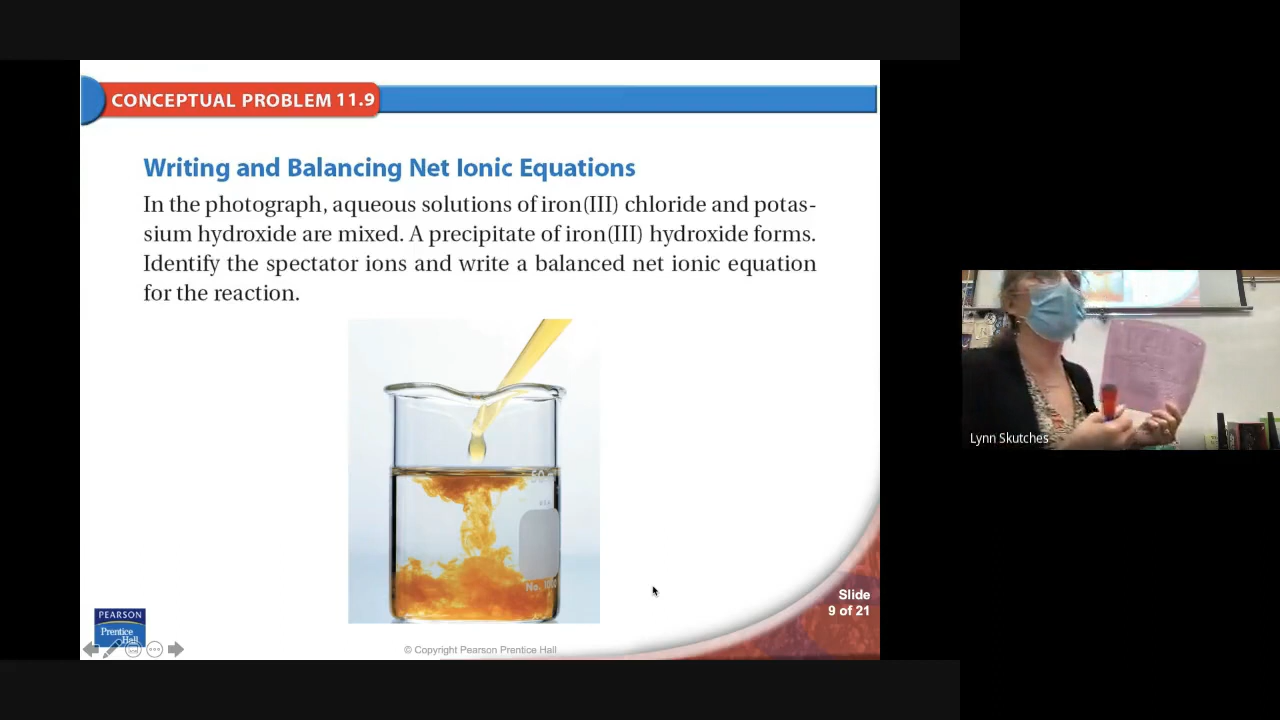 CONCEPTUAL PROBLEM 11.9
Writing and Balancing Net Ionic Equations
In the photograph, aqueous solutions of iron(III) chloride and potas-
sium hydroxide are mixed. A precipitate of iron(III) hydroxide forms.
Identify the spectator ions and write a balanced net ionic equation
for the reaction.
50
No. 1000
Slide
9 of 21
PEARSON
Prentice
Hall
© Copyright Pearson Prentice Hall
Lynn Skutches